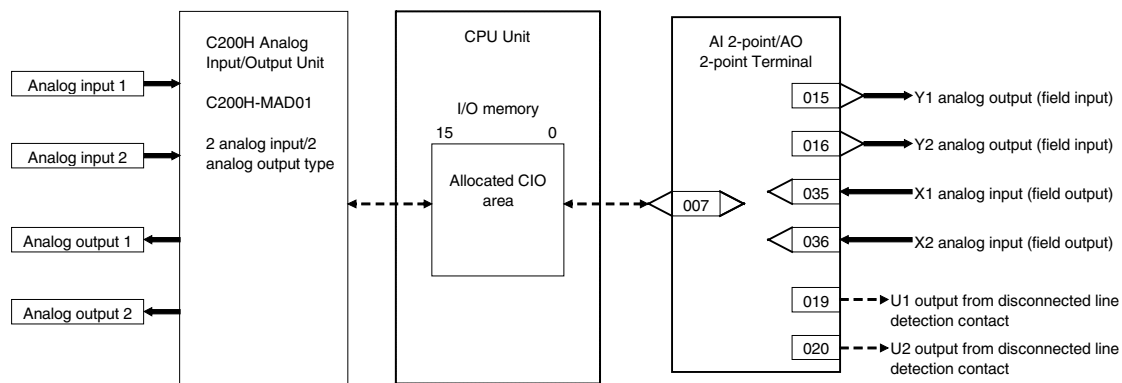 C200H Analog
Input/Output Unit
C200H-MAD01
2 analog input/2
analog output type
Analog input 1
Analog input 2
Analog output 1
Analog output 2
CPU Unit
I/O memory
15 0
Allocated CIO
area
AI 2-point/AO
2-point Terminal
007
015
Y1 analog output (field input)
016
Y2 analog output (field input)
035
X1 analog input (field output)
036
X2 analog input (field output)
019
U1 output from disconnected line
detection contact
020
U2 output from disconnected line
detection contact